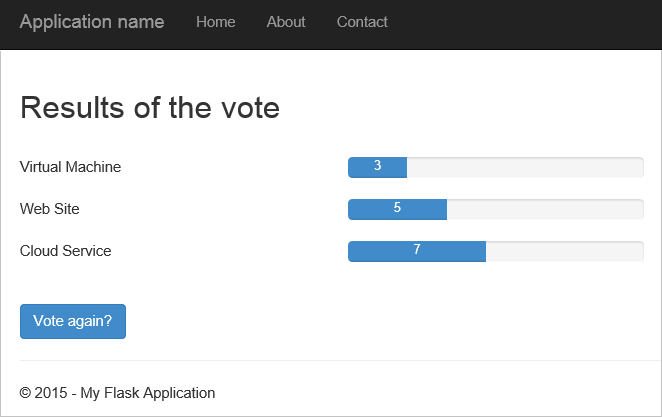 Application name Home About Contact
Results of the vote
Virtual Machine 3
Web Site 5
Cloud Service 7
Vote again?
© 2015 - My Flask Application